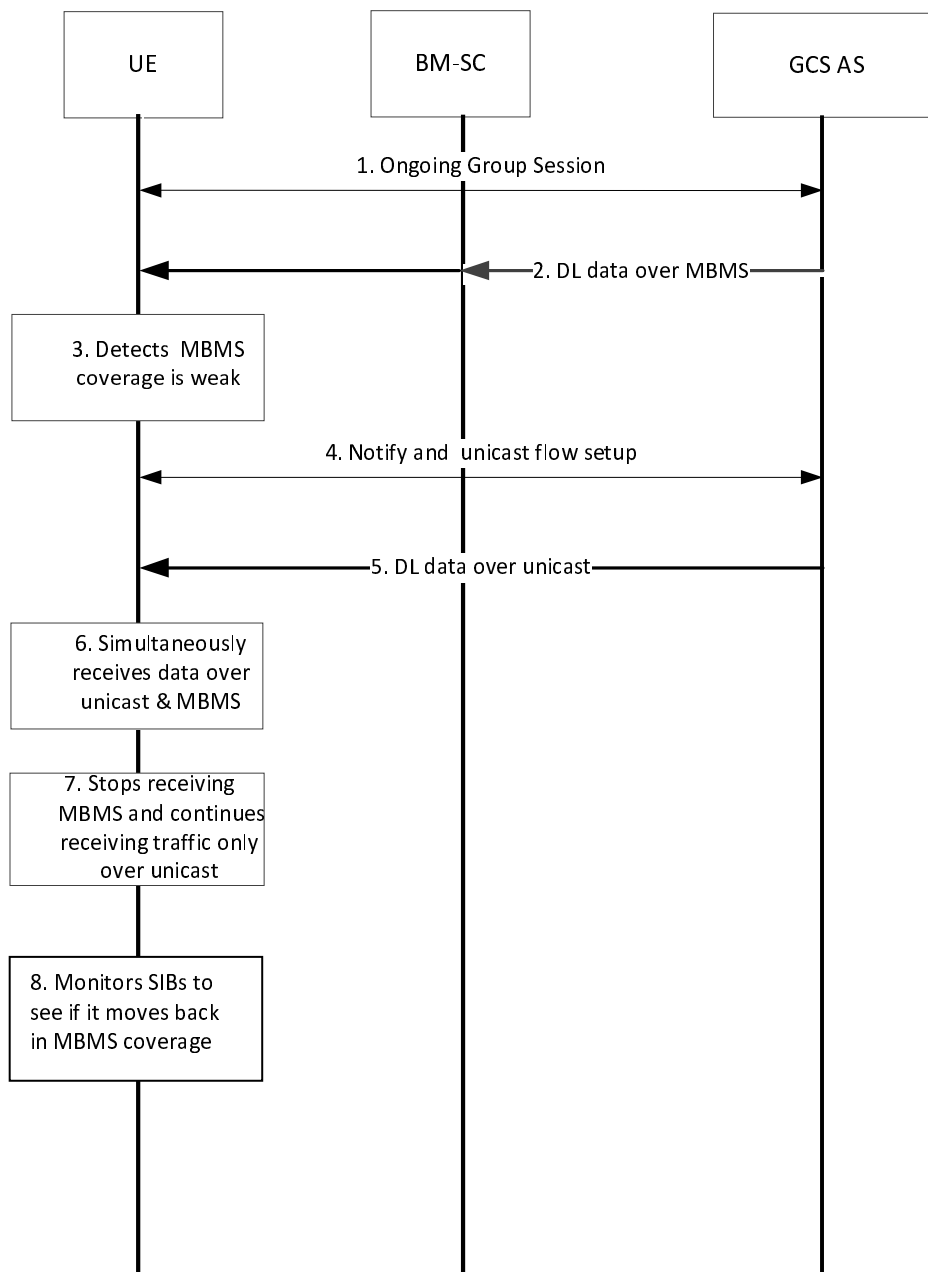 UE
BM-SC
GCS AS
1. Ongoing Group Session
2. DL data over MBMS
3. Detects MBMS
coverage is weak
4. Notify and unicast flow setup
5. DL data over unicast
6. Simultaneously
receives data over
unicast & MBMS
7. Stops receiving
MBMS and continues
receiving traffic only
over unicast
8. Monitors SIBs to
see if it moves back
in MBMS coverage